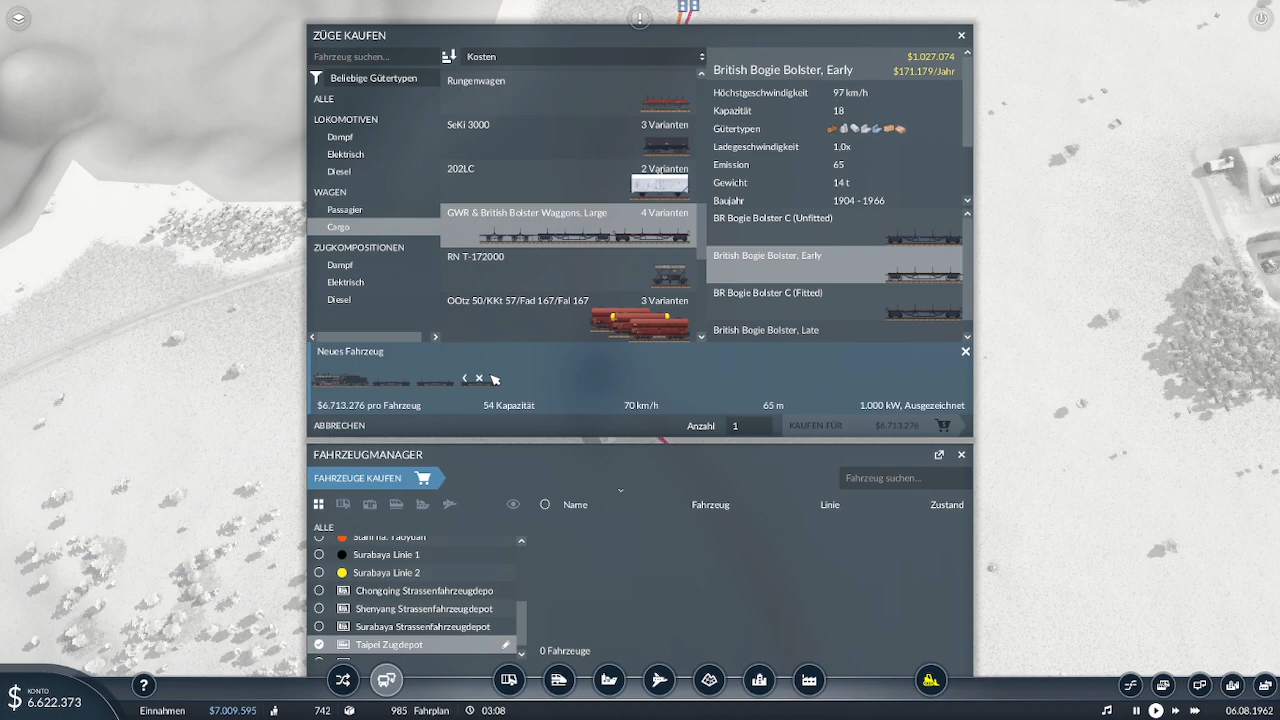 ZÜGE KAUFEN
Fahrzeug suchen...
Kosten
Beliebige Gütertypen
ALLE
LOKOMOTIVEN
Dampf
Elektrisch
Diesel
WAGEN
Passagier
Cargo
ZUGKOMPOSITIONEN
Dampf
Elektrisch
Diesel
Rungenwagen
SeKi 3000 3 Varianten
202LC 2 Varianten
GWR & British Bolster Waggons, Large 4 Varianten
RN T-172000
OOtz 50/KKt 57/Fad 167/Fal 167 3 Varianten
$1.027.074
British Bogie Bolster, Early $171.179/Jahr
Höchstgeschwindigkeit 97 km/h
Kapazität 18
Gütertypen
Ladegeschwindigkeit 1,0x
Emission 65
Gewicht 14 t
Baujahr 1904 - 1966
BR Bogie Bolster C (Unfitted)
British Bogie Bolster, Early
BR Bogie Bolster C (Fitted)
British Bogie Bolster, Late
Neues Fahrzeug
$6.713.276 pro Fahrzeug 54 Kapazität 70 km/h 65 m 1.000 kW, Ausgezeichnet
ABBRECHEN Anzahl 1 KAUFEN FÜR $6.713.276
FAHRZEUGMANAGER
FAHRZEUGE KAUFEN Fahrzeug suchen...
Name Fahrzeug Linie Zustand
ALLE
Surabaya Linie 1
Surabaya Linie 2
Chongqing Strassenfahrzeugdepo
Shenyang Strassenfahrzeugdepot
Surabaya Strassenfahrzeugdepot
Taipei Zugdepot
0 Fahrzeuge
$ KONTO
6.622.373
?
Einnahmen $7.009.595 742 985 Fahrplan 03:08 06.08.1962